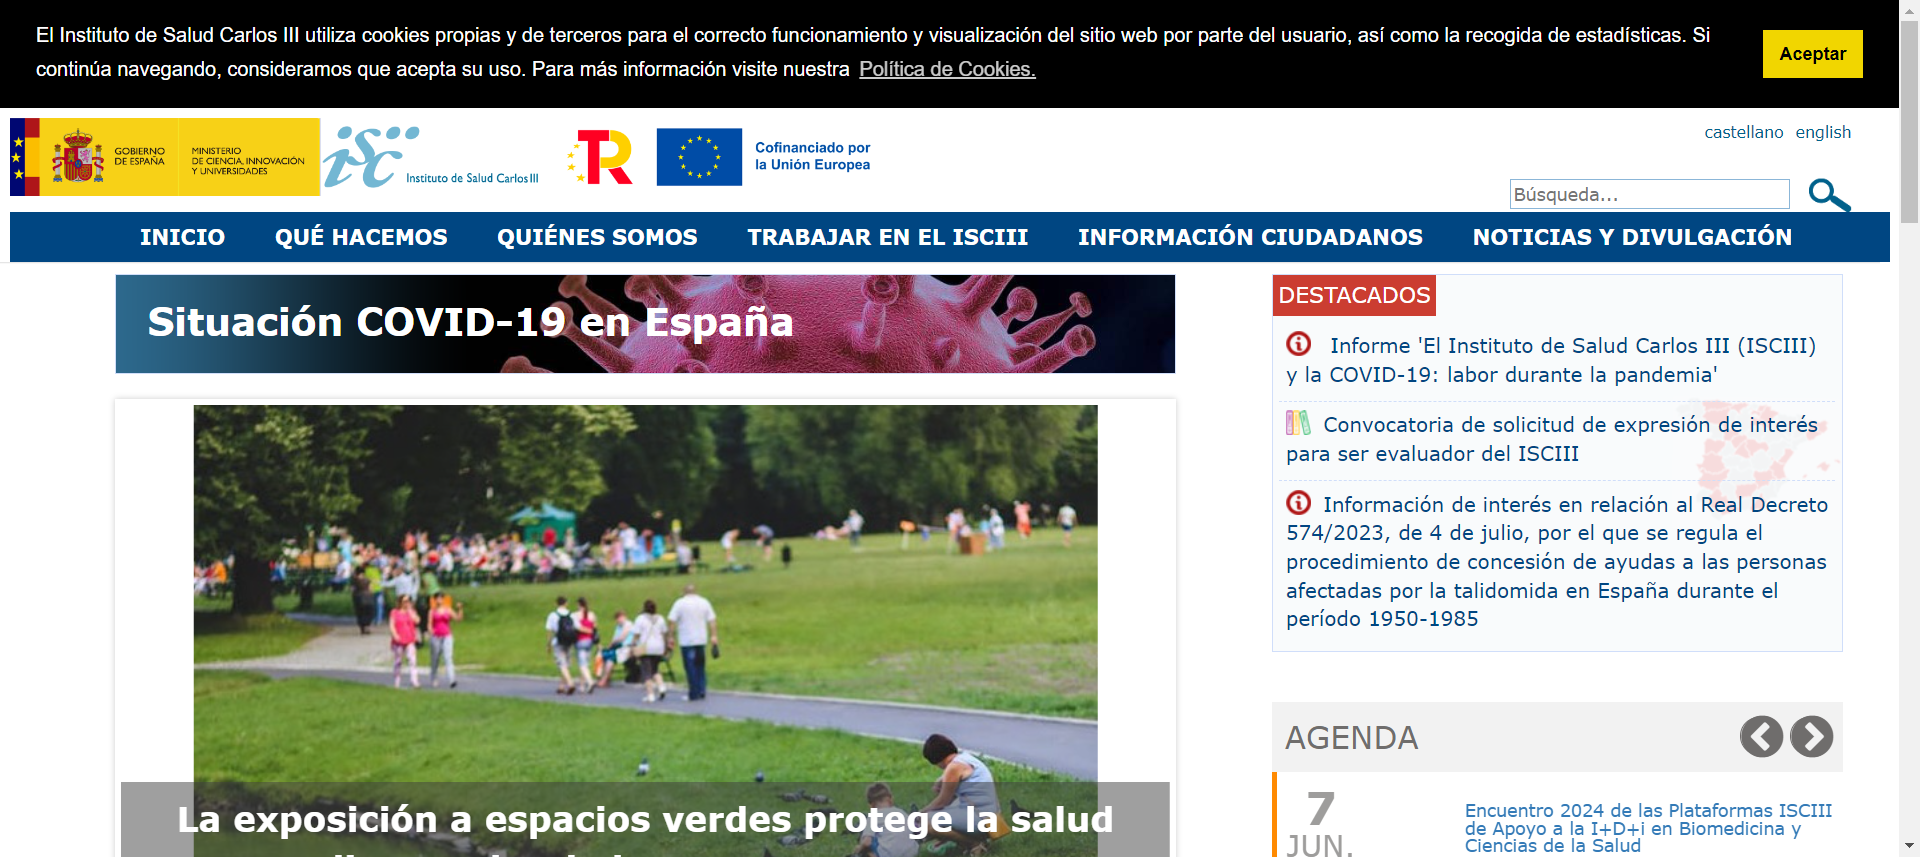 El Instituto de Salud Carlos III utiliza cookies propias y de terceros para el correcto funcionamiento y visualización del sitio web por parte del usuario, así como la recogida de estadísticas. Si
continúa navegando, consideramos que acepta su uso. Para más información visite nuestra Política de Cookies.
Aceptar
GOBIERNO
DE ESPAÑA
MINISTERIO
DE CIENCIA, INNOVACIÓN
Y UNIVERSIDADES
isc
Instituto de Salud Carlos III
TR
Cofinanciado por
la Unión Europea
castellano english
Búsqueda...
INICIO QUÉ HACEMOS QUIÉNES SOMOS TRABAJAR EN EL ISCIII INFORMACIÓN CIUDADANOS NOTICIAS Y DIVULGACIÓN
Situación COVID-19 en España
La exposición a espacios verdes protege la salud
DESTACADOS
Informe 'El Instituto de Salud Carlos III (ISCIII)
y la COVID-19: labor durante la pandemia'
Convocatoria de solicitud de expresión de interés
para ser evaluador del ISCIII
Información de interés en relación al Real Decreto
574/2023, de 4 de julio, por el que se regula el
procedimiento de concesión de ayudas a las personas
afectadas por la talidomida en España durante el
período 1950-1985
AGENDA
7
JUN.
Encuentro 2024 de las Plataformas ISCIII
de Apoyo a la I+D+i en Biomedicina y
Ciencias de la Salud